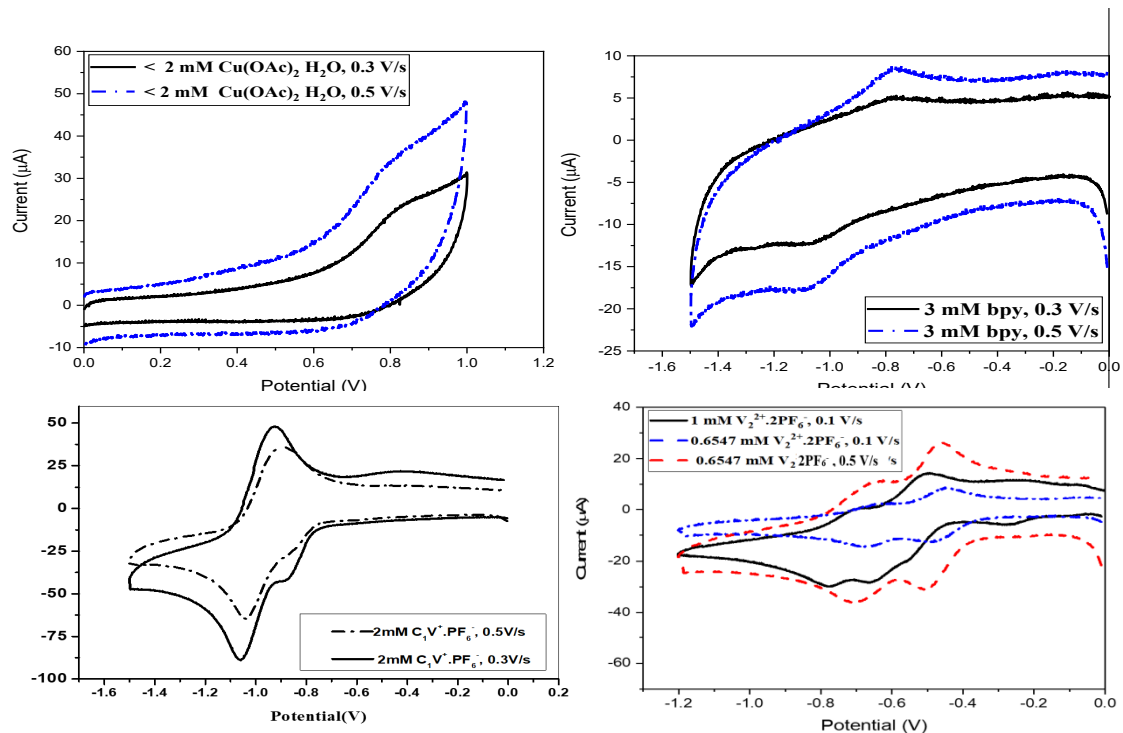 60
50
40
30
20
10
0
-10
Current (µA)
< 2 mM Cu(OAc)₂ H₂O, 0.3 V/s
< 2 mM Cu(OAc)₂ H₂O, 0.5 V/s
0.0 0.2 0.4 0.6 0.8 1.0 1.2
Potential (V)
10
5
0
-5
-10
-15
-20
-25
Current (µA)
3 mM bpy, 0.3 V/s
3 mM bpy, 0.5 V/s
-1.6 -1.4 -1.2 -1.0 -0.8 -0.6 -0.4 -0.2 0.0
50
25
0
-25
-50
-75
-100
2mM C₁V⁺.PF₆⁻, 0.5V/s
2mM C₁V⁺.PF₆⁻, 0.3V/s
-1.6 -1.4 -1.2 -1.0 -0.8 -0.6 -0.4 -0.2 0.0 0.2
Potential(V)
40
20
0
-20
-40
-60
Current (µA)
1 mM V₂²⁺.2PF₆⁻, 0.1 V/s
0.6547 mM V₂²⁺.2PF₆⁻, 0.1 V/s
0.6547 mM V₂ 2PF₆⁻, 0.5 V/s
-1.2 -1.0 -0.8 -0.6 -0.4 -0.2 0.0
Potential (V)